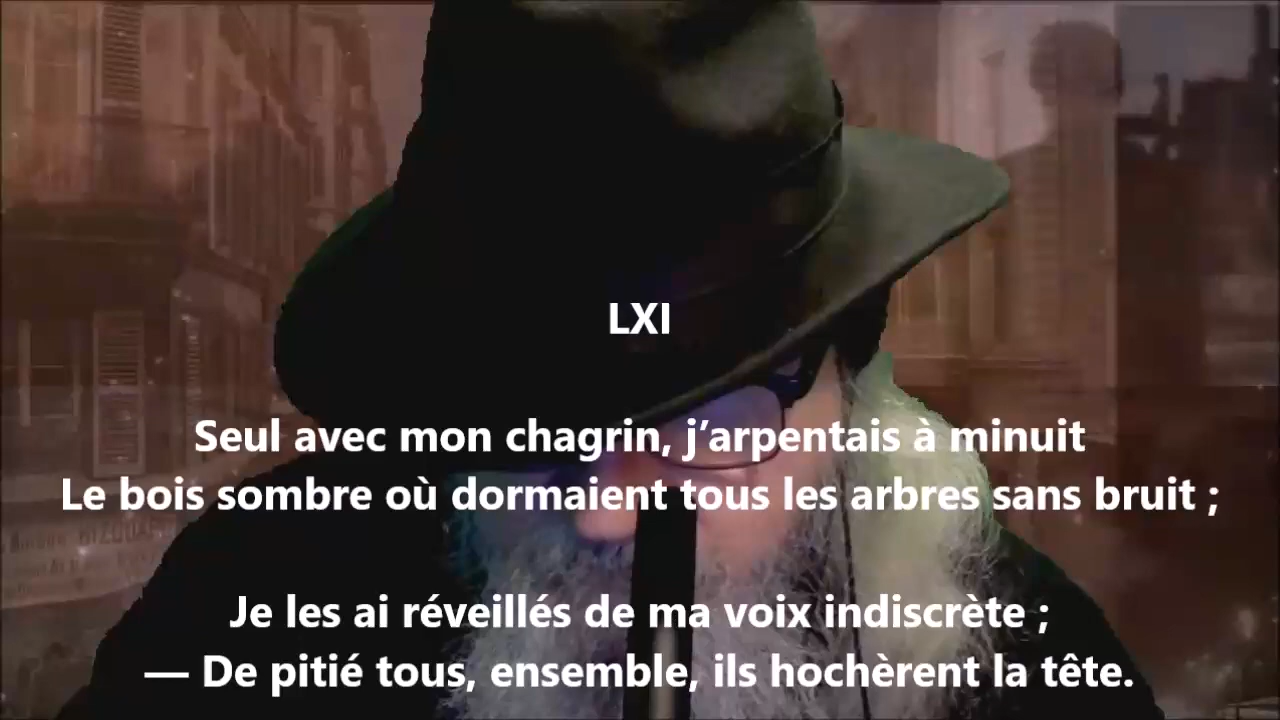 LXI
Seul avec mon chagrin, j’arpentais à minuit
Le bois sombre où dormaient tous les arbres sans bruit ;
Je les ai réveillés de ma voix indiscrète ;
— De pitié tous, ensemble, ils hochèrent la tête.